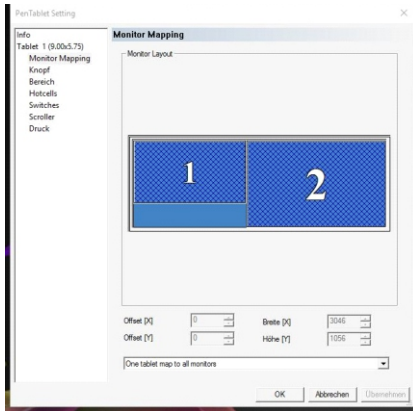 PenTablet Setting
Info
Tablet 1 (9.00x5.75)
Monitor Mapping
Knopf
Bereich
Hotcells
Switches
Scroller
Druck
Monitor Mapping
Monitor Layout
1
2
Offset [X] 0 Breite [X] 3046
Offset [Y] 0 Höhe [Y] 1056
One tablet map to all monitors
OK Abbrechen Übernehmen